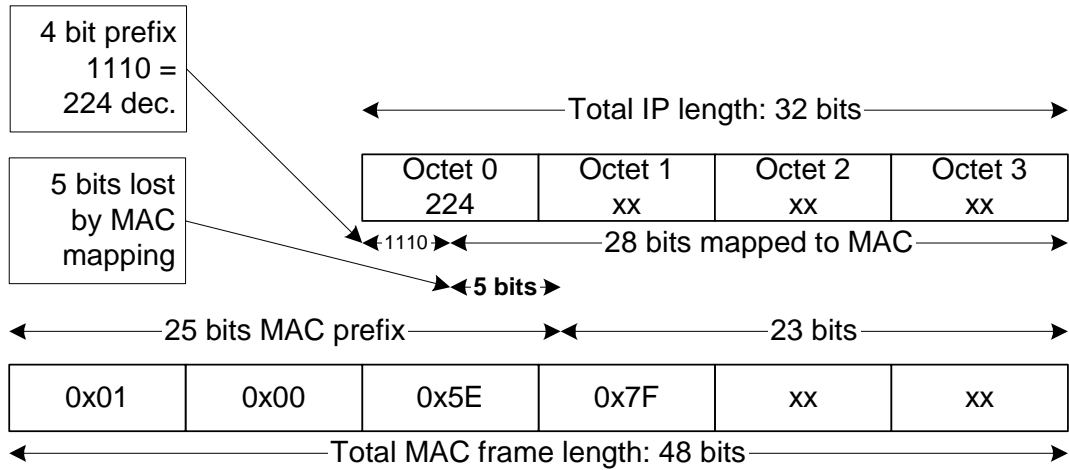 4 bit prefix
1110 =
224 dec.
Total IP length: 32 bits
5 bits lost
by MAC
mapping
Octet 0 Octet 1 Octet 2 Octet 3
224 xx xx xx
1110 28 bits mapped to MAC
5 bits
25 bits MAC prefix 23 bits
0x01 0x00 0x5E 0x7F xx xx
Total MAC frame length: 48 bits